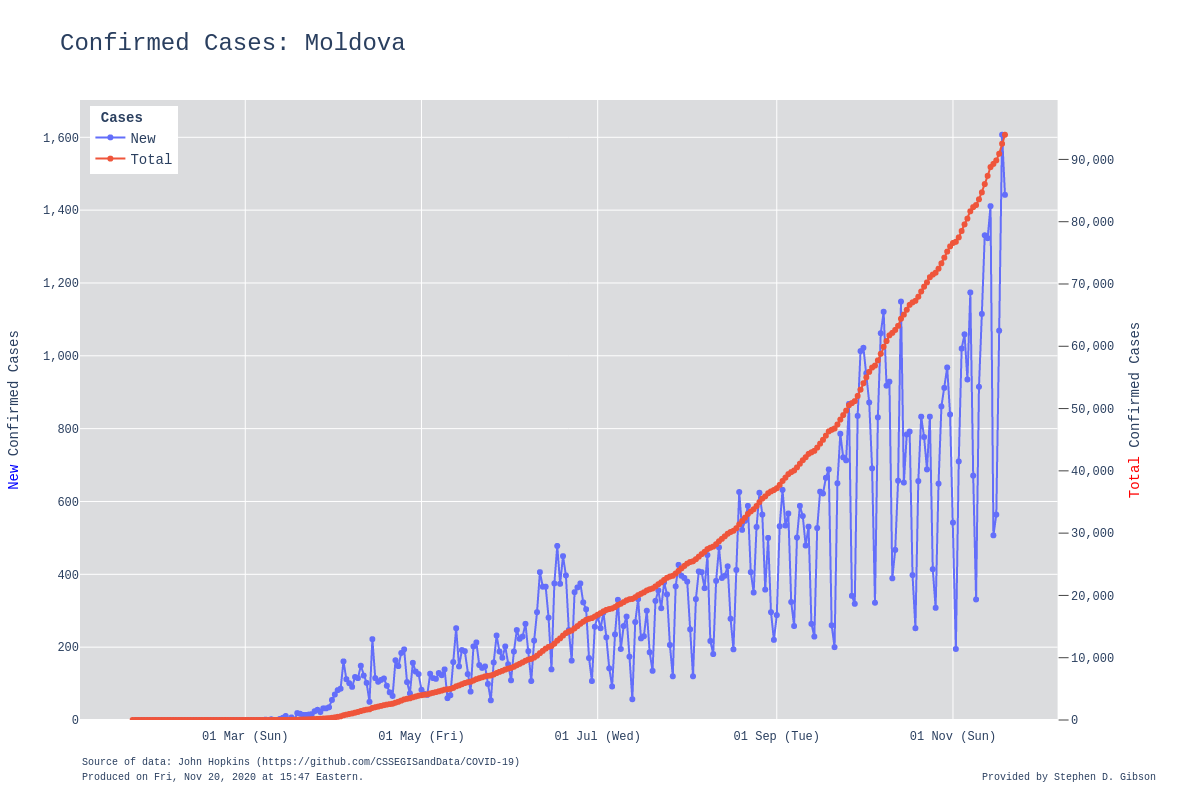 Confirmed Cases: Moldova
Cases
New
Total
1,600
1,400
1,200
1,000
800
600
400
200
0
90,000
80,000
70,000
60,000
50,000
40,000
30,000
20,000
10,000
0
New Confirmed Cases
Total Confirmed Cases
01 Mar (Sun)
01 May (Fri)
01 Jul (Wed)
01 Sep (Tue)
01 Nov (Sun)
Source of data: John Hopkins (https://github.com/CSSEGISandData/COVID-19)
Produced on Fri, Nov 20, 2020 at 15:47 Eastern.
Provided by Stephen D. Gibson